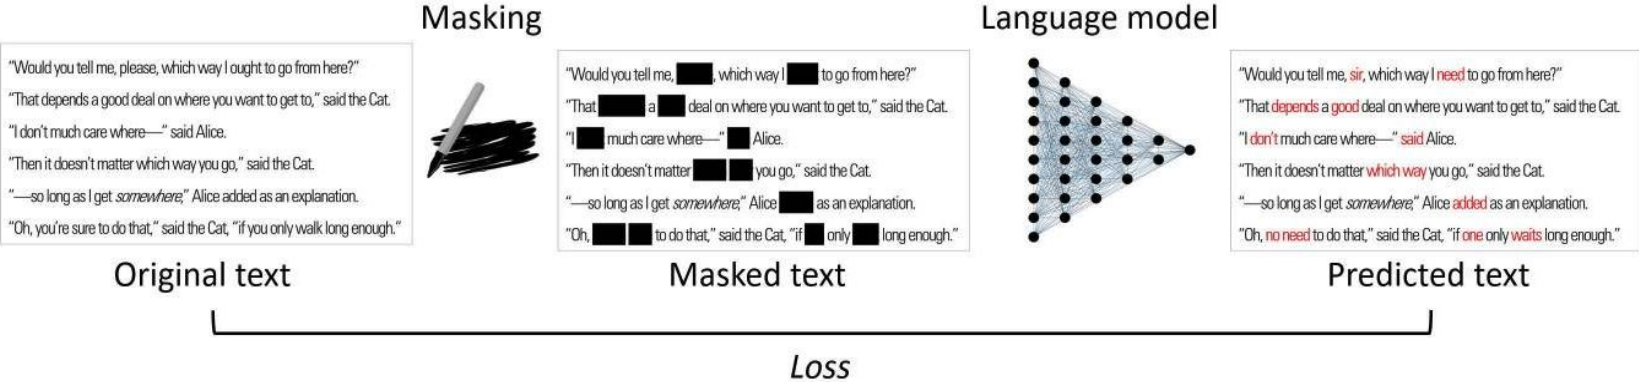 Masking
Language model
"Would you tell me, please, which way I ought to go from here?"
"That depends a good deal on where you want to get to," said the Cat.
"I don't much care where—" said Alice.
"Then it doesn't matter which way you go," said the Cat.
"—so long as I get somewhere," Alice added as an explanation.
"Oh, you're sure to do that," said the Cat, "if you only walk long enough."
Original text
"Would you tell me, , which way I to go from here?"
"That a deal on where you want to get to," said the Cat.
"I much care where—" Alice.
"Then it doesn't matter you go," said the Cat.
"—so long as I get somewhere," Alice as an explanation.
"Oh, to do that," said the Cat, "if only long enough."
Masked text
"Would you tell me, sir, which way I need to go from here?"
"That depends a good deal on where you want to get to," said the Cat.
"I don't much care where—" said Alice.
"Then it doesn't matter which way you go," said the Cat.
"—so long as I get somewhere," Alice added as an explanation.
"Oh, no need to do that," said the Cat, "if one only waits long enough."
Predicted text
Loss